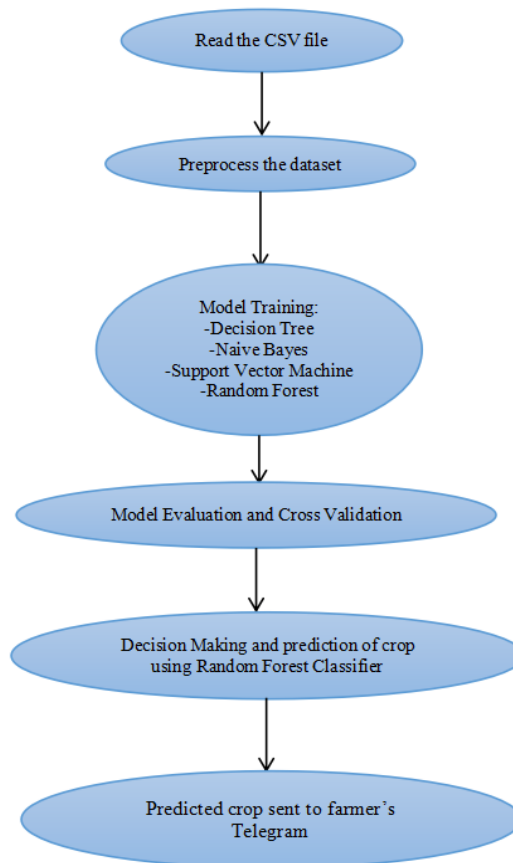 Read the CSV
file
Preprocess the dataset
Model Training:
-Decision Tree
-Naive Bayes
-Support Vector Machine
-Random Forest
Model Evaluation and Cross Validation
Decision Making and prediction of crop
using Random Forest Classifier
Predicted crop sent to farmer’s
Telegram